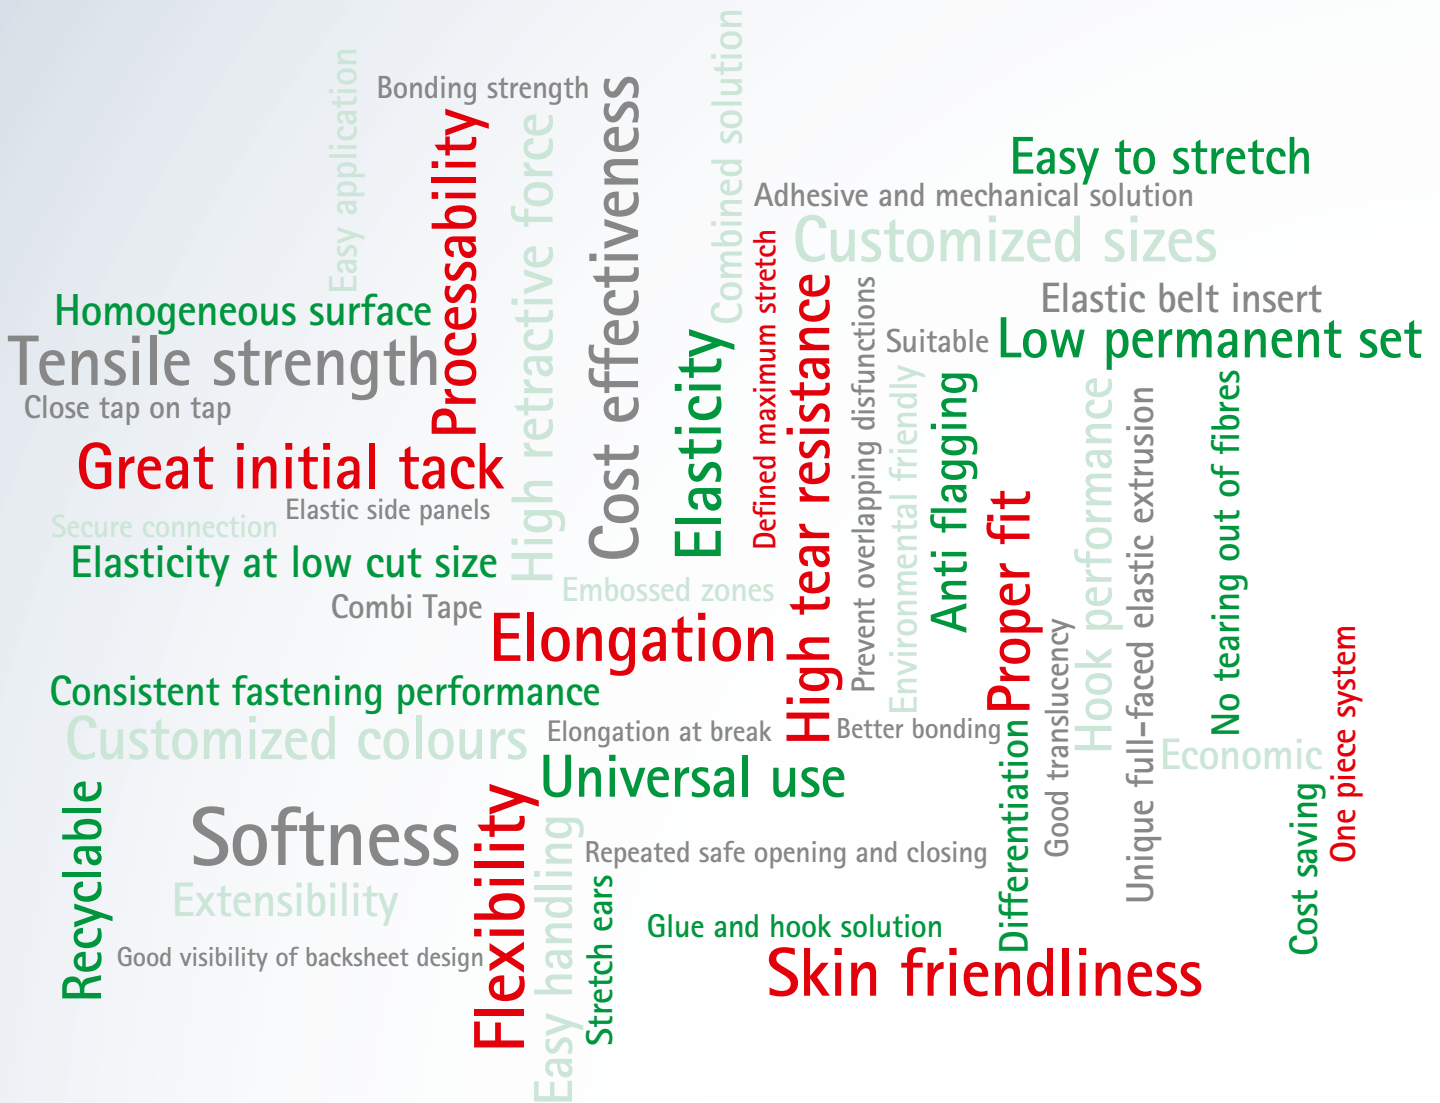 Easy application
Bonding strength
Processability
High retractive force
Cost effectiveness
Combined solution
Easy to stretch
Adhesive and mechanical solution
Customized sizes
Elastic belt insert
Homogeneous surface
Tensile strength
Close tap on tap
Great initial tack
Elastic side panels
Secure connection
Elasticity at low cut size
Combi Tape
Elasticity
Defined maximum stretch
High tear resistance
Prevent overlapping disfunctions
Suitable
Low permanent set
Environmental friendly
Anti flagging
Proper fit
Hook performance
Unique full-faced elastic extrusion
No tearing out of fibres
One piece system
Embossed zones
Elongation
Consistent fastening performance
Customized colours
Elongation at break
Better bonding
Good translucency
Economic
Universal use
Differentiation
Cost saving
Recyclable
Softness
Flexibility
Easy handling
Repeated safe opening and closing
Extensibility
Stretch ears
Glue and hook solution
Good visibility of backsheet design
Skin friendliness